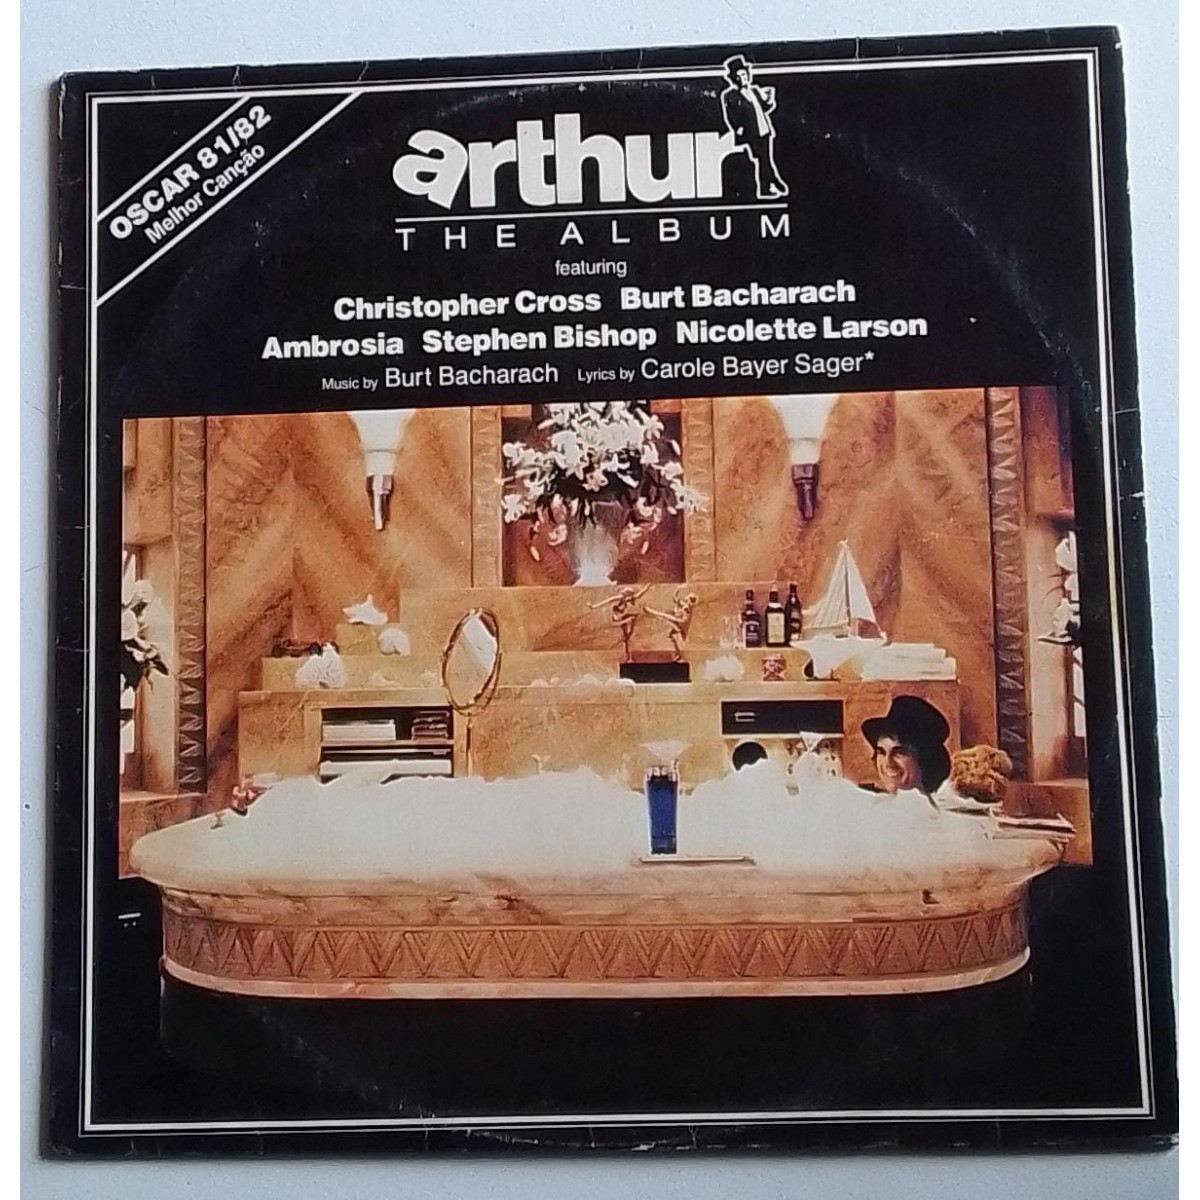 OSCAR 81/82
Melhor Canção
arthur
THE ALBUM
featuring
Christopher Cross Burt Bacharach
Ambrosia Stephen Bishop Nicolette Larson
Music by Burt Bacharach Lyrics by Carole Bayer Sager*